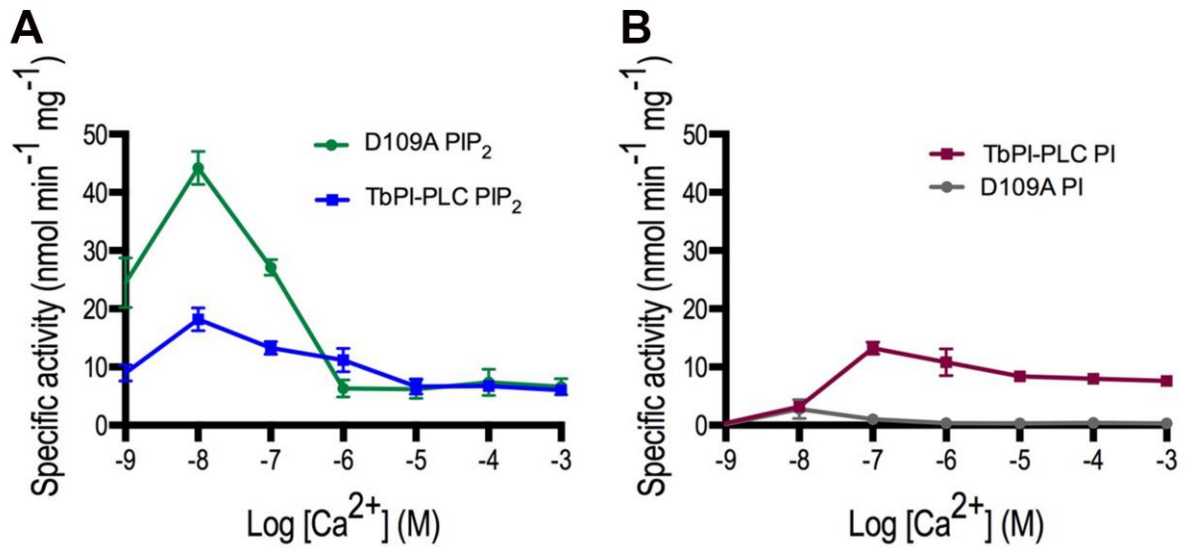 A
Specific activity (nmol min⁻¹ mg⁻¹)
50
40
30
20
10
0
D109A PIP₂
TbPI-PLC PIP₂
-9 -8 -7 -6 -5 -4 -3
Log [Ca²⁺] (M)
B
Specific activity (nmol min⁻¹ mg⁻¹)
50
40
30
20
10
0
TbPI-PLC PI
D109A PI
-9 -8 -7 -6 -5 -4 -3
Log [Ca²⁺] (M)